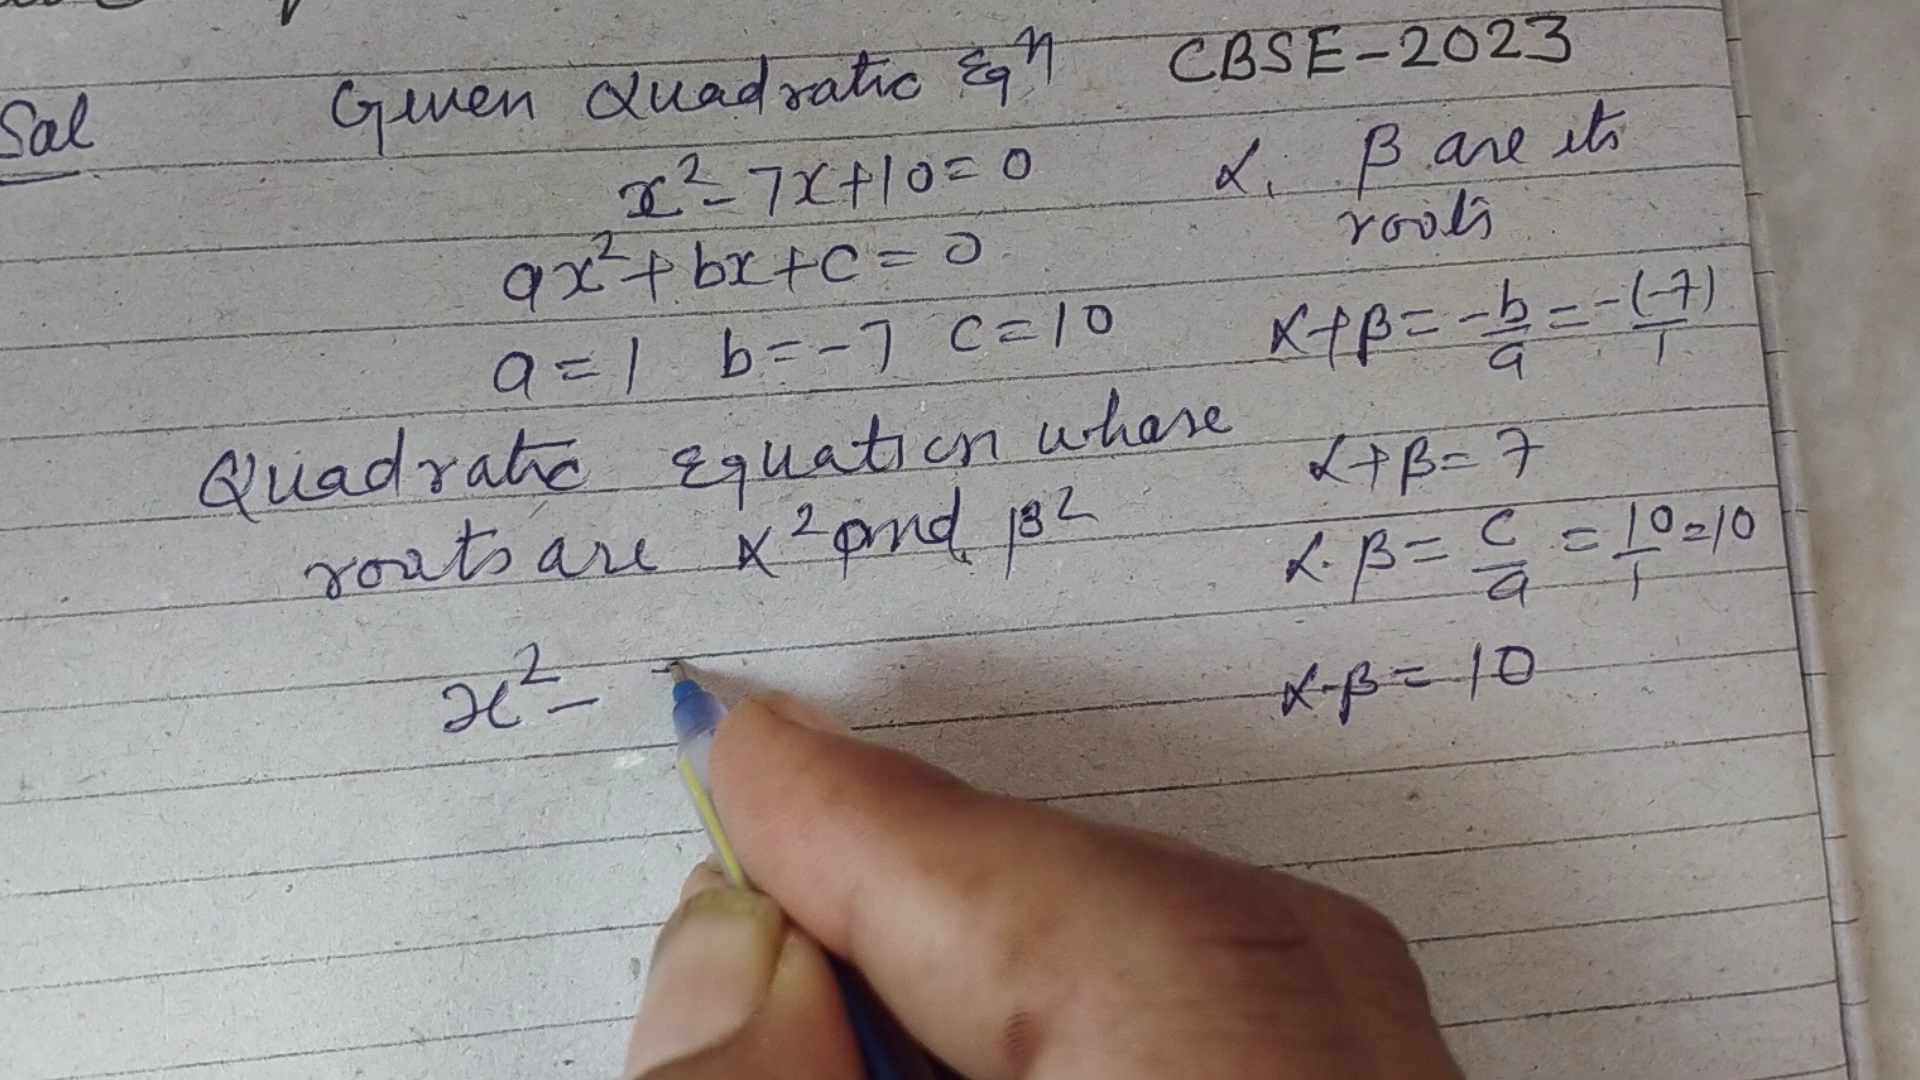 Sol Given Quadratic Eqⁿ CBSE-2023
x² - 7x + 10 = 0 α, β are its
roots
ax² + bx + c = 0
a = 1 b = -7 c = 10 α+β = -b/a = -(-7)/1
Quadratic Equation whose α+β = 7
roots are α² and β² α.β = c/a = 10/1 = 10
x² - α.β = 10